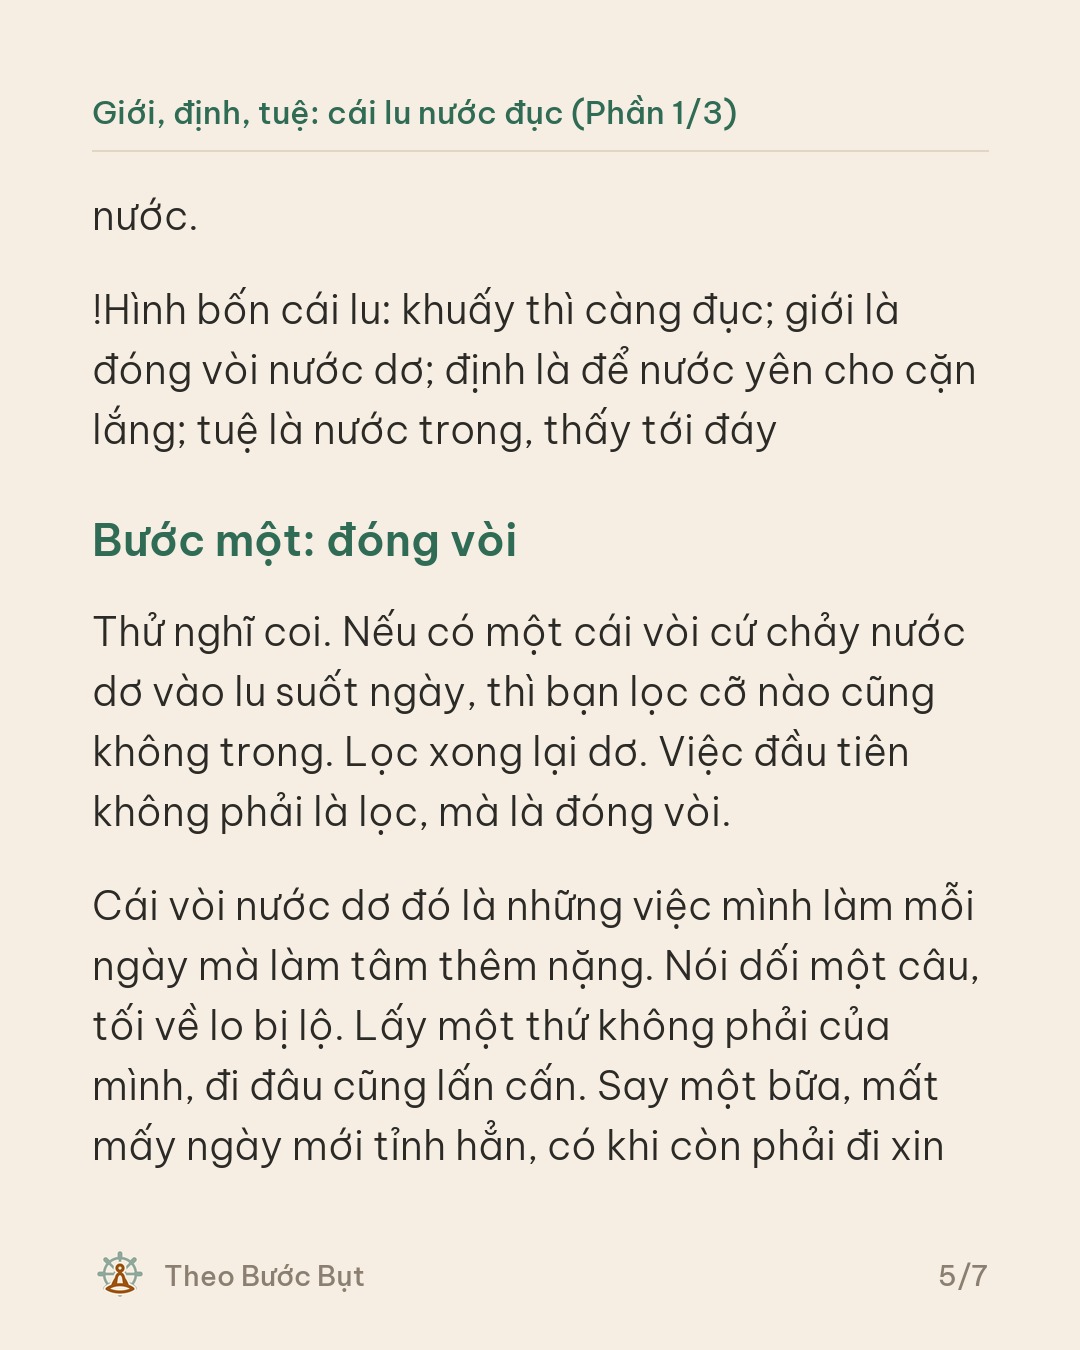 Giới, định, tuệ: cái lu nước đục (Phần 1/3)
nước.
!Hình bốn cái lu: khuấy thì càng đục; giới là
đóng vòi nước dơ; định là để nước yên cho cặn
lắng; tuệ là nước trong, thấy tới đáy
Bước một: đóng vòi
Thử nghĩ coi. Nếu có một cái vòi cứ chảy nước
dơ vào lu suốt ngày, thì bạn lọc cỡ nào cũng
không trong. Lọc xong lại dơ. Việc đầu tiên
không phải là lọc, mà là đóng vòi.
Cái vòi nước dơ đó là những việc mình làm mỗi
ngày mà làm tâm thêm nặng. Nói dối một câu,
tối về lo bị lộ. Lấy một thứ không phải của
mình, đi đâu cũng lấn cấn. Say một bữa, mất
mấy ngày mới tỉnh hẳn, có khi còn phải đi xin
Theo Bước Bụt
5/7